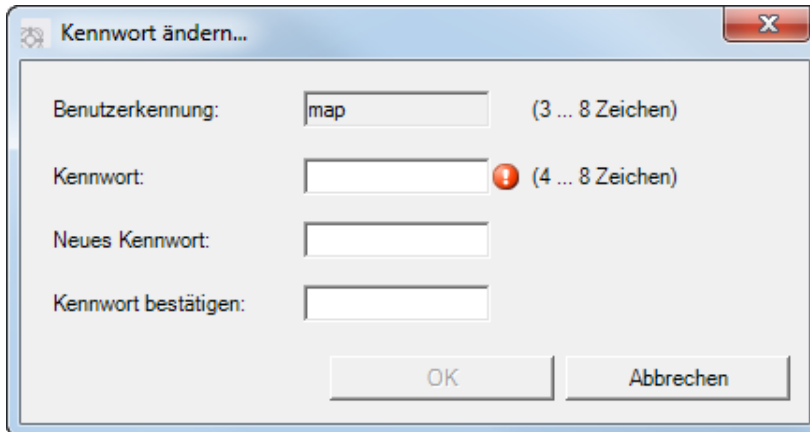 Kennwort ändern...
Benutzerkennung: map (3 ... 8 Zeichen)
Kennwort: (4 ... 8 Zeichen)
Neues Kennwort:
Kennwort bestätigen:
OK Abbrechen